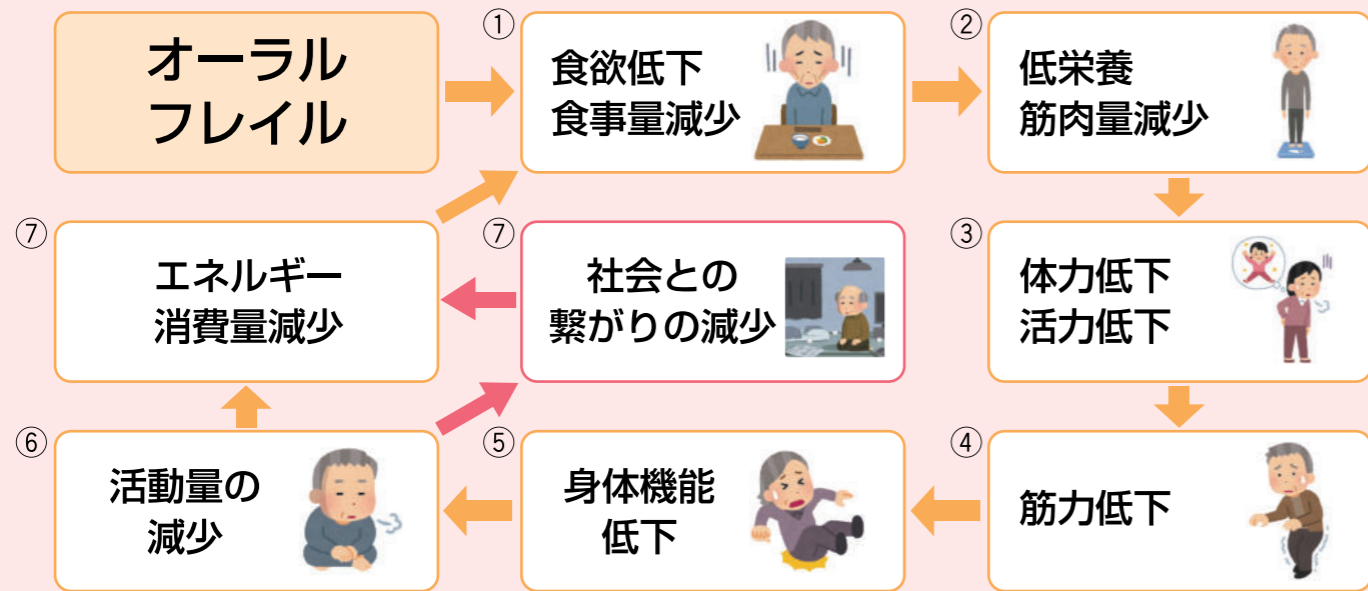 オーラル
フレイル
①
食欲低下
食事量減少
②
低栄養
筋肉量減少
③
体力低下
活力低下
④
筋力低下
⑤
身体機能
低下
⑥
活動量の
減少
⑦
エネルギー
消費量減少
⑦
社会との
繋がりの減少